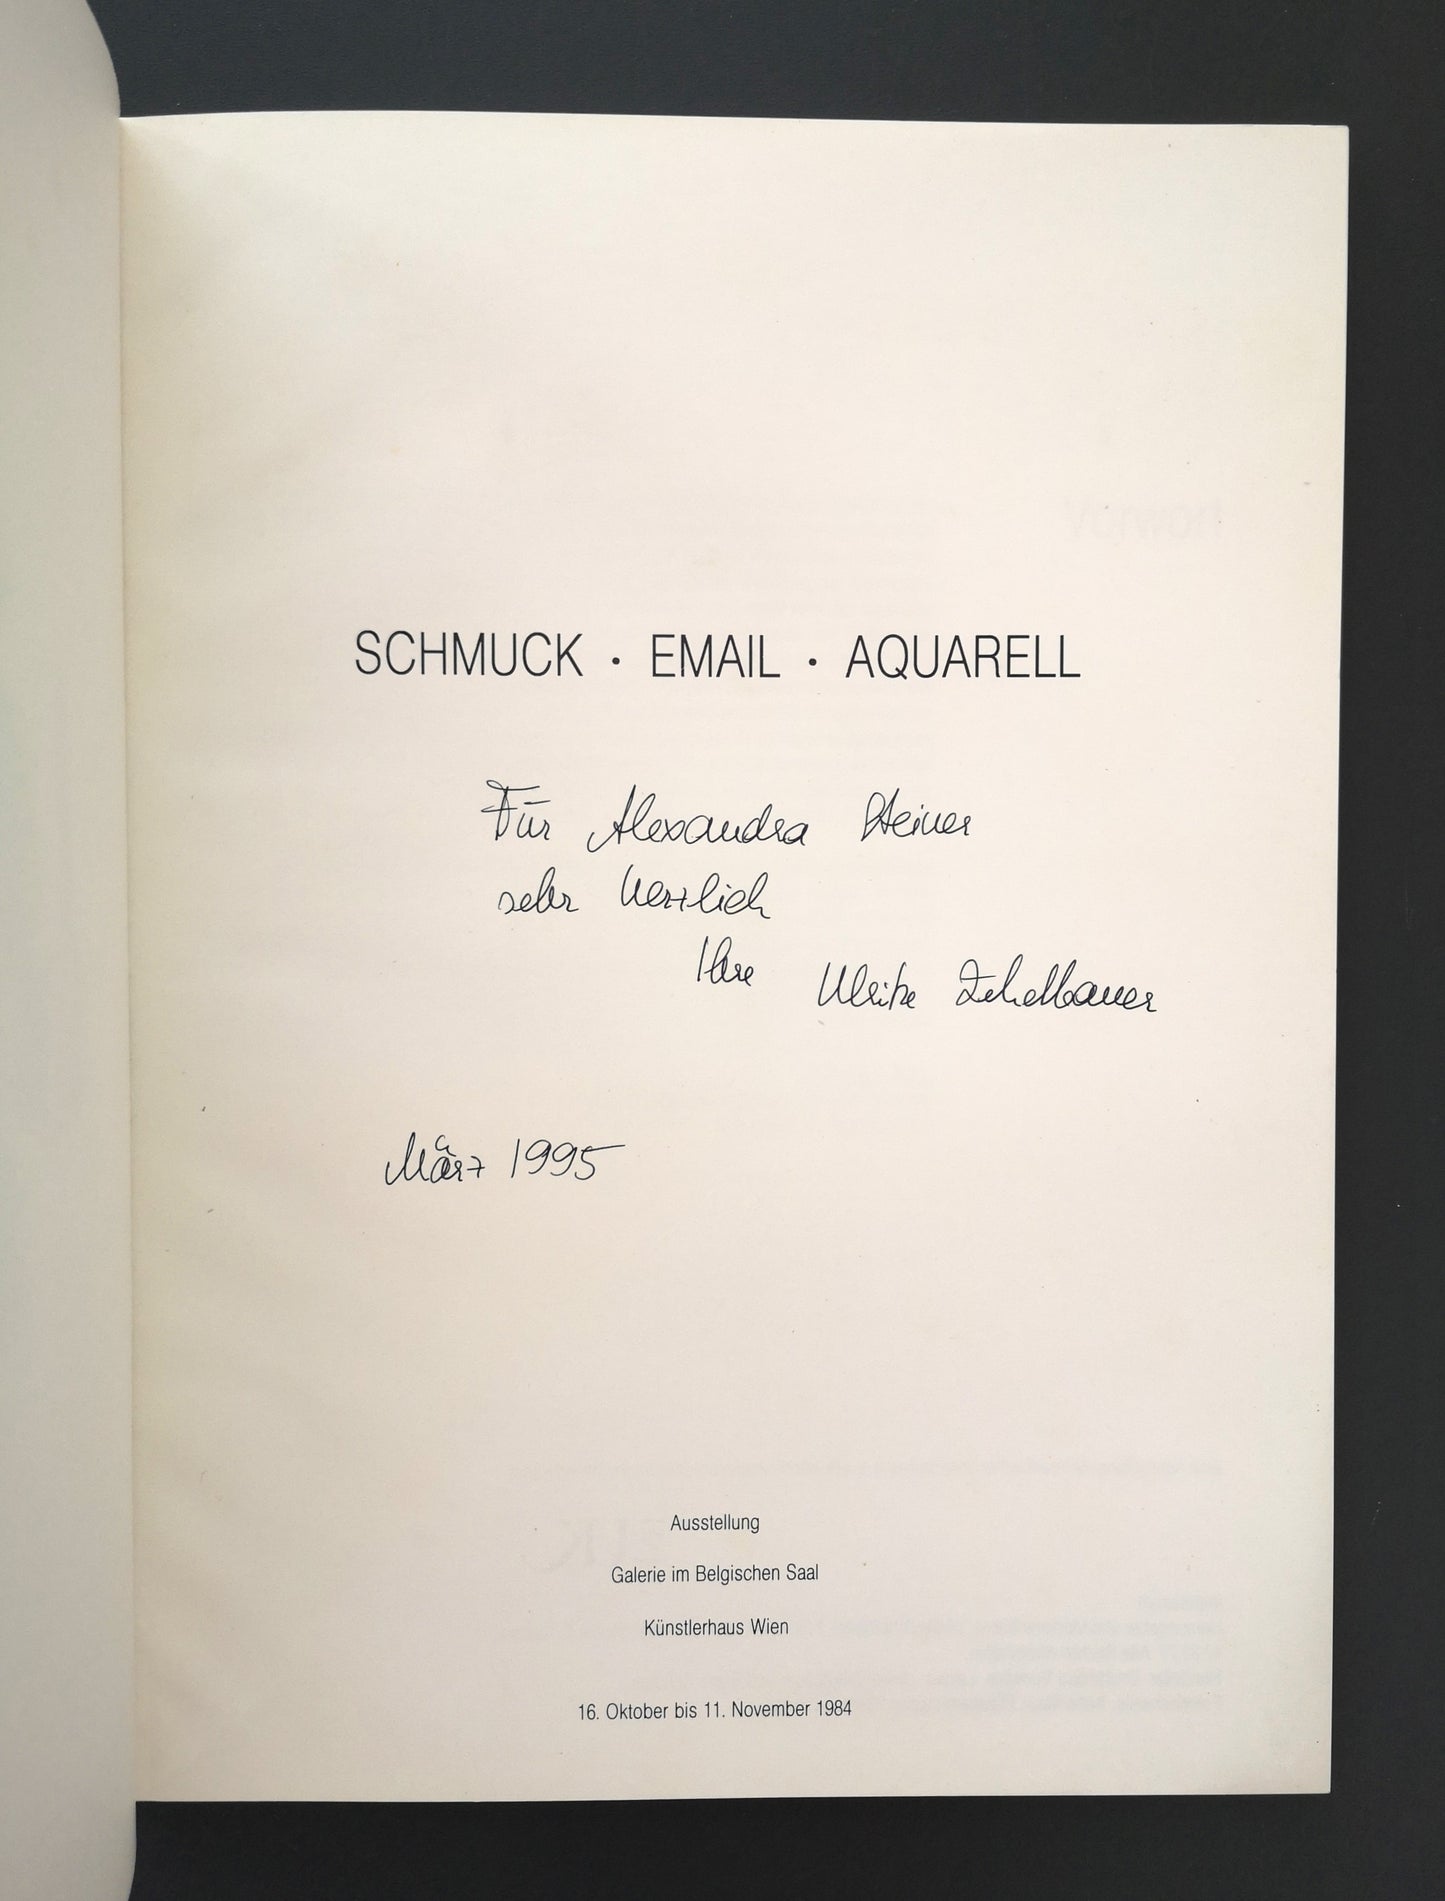 SCHMUCK · EMAIL · AQUARELL
Für Alexandra Steiner
sehr herzlich
Ihre Ulrike Zehetbauer
März 1995
Ausstellung
Galerie im Belgischen Saal
Künstlerhaus Wien
16. Oktober bis 11. November 1984